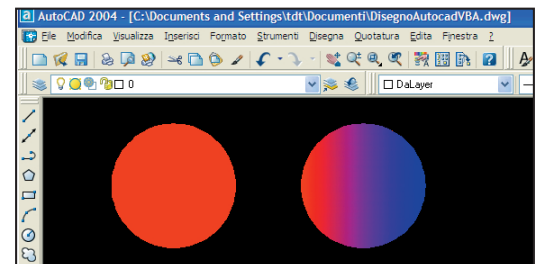 AutoCAD 2004 - [C:\Documents and Settings\tdt\Documenti\DisegnoAutocadVBA.dwg]
File Modifica Visualizza Inserisci Formato Strumenti Disegna Quotatura Edita Finestra ?
0 DaLayer